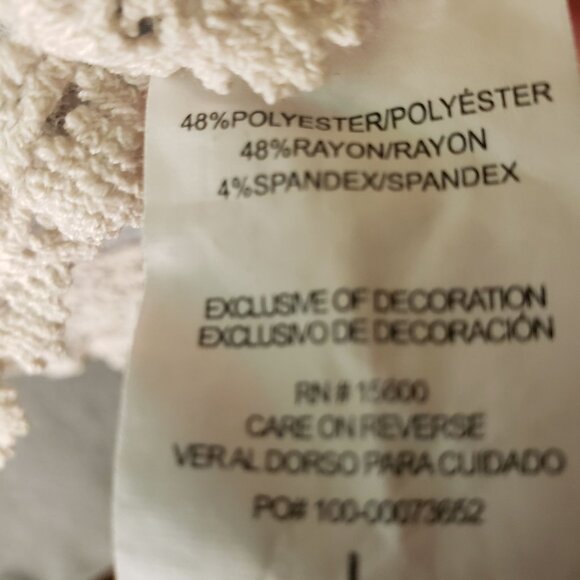 48%POLYESTER/POLYÉSTER
48%RAYON/RAYON
4%SPANDEX/SPANDEX
EXCLUSIVE OF DECORATION
EXCLUSIVO DE DECORACIÓN
RN # 15600
CARE ON REVERSE
VER AL DORSO PARA CUIDADO
PO# 100-00073652